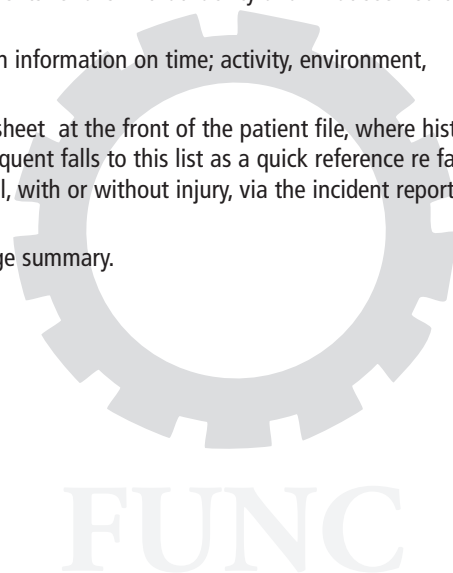 n information on time; activity, environment,
sheet at the front of the patient file, where hist
quent falls to this list as a quick reference re fa
l, with or without injury, via the incident report
ge summary.
FUNC